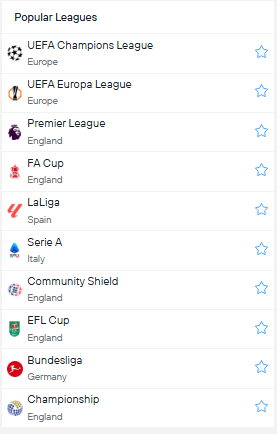 Popular Leagues
UEFA Champions League
Europe
UEFA Europa League
Europe
Premier League
England
FA Cup
England
LaLiga
Spain
Serie A
Italy
Community Shield
England
EFL Cup
England
Bundesliga
Germany
Championship
England